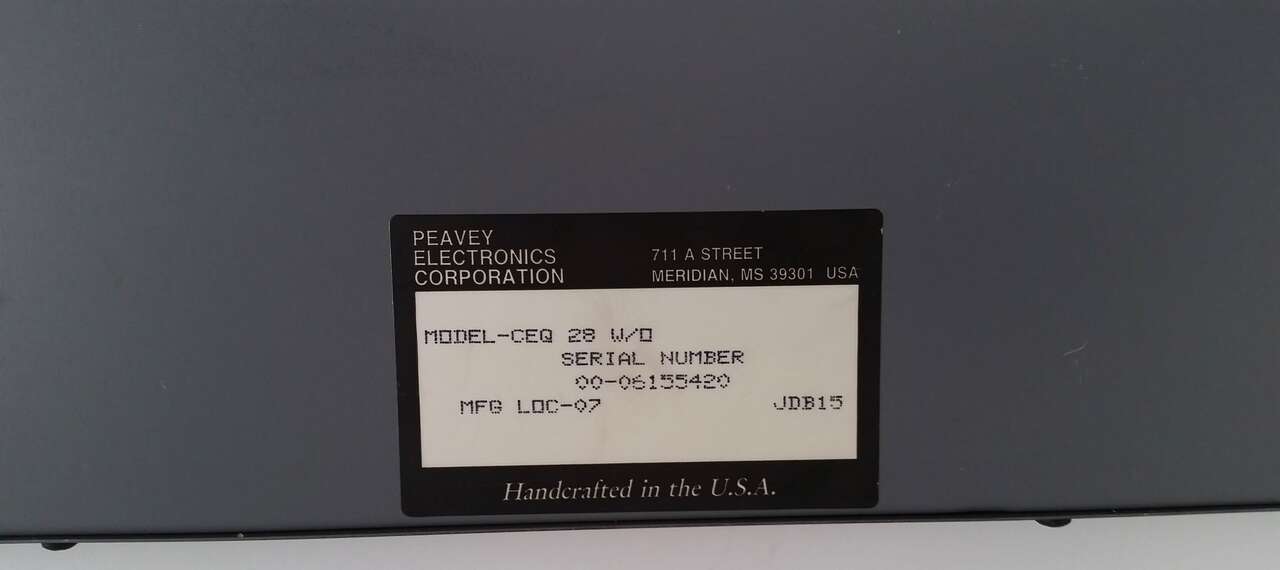 PEAVEY
ELECTRONICS
CORPORATION
711 A STREET
MERIDIAN, MS 39301 USA
MODEL-CEQ 28 W/O
SERIAL NUMBER
00-06155420
MFG LOC-07 JDB15
Handcrafted in the U.S.A.